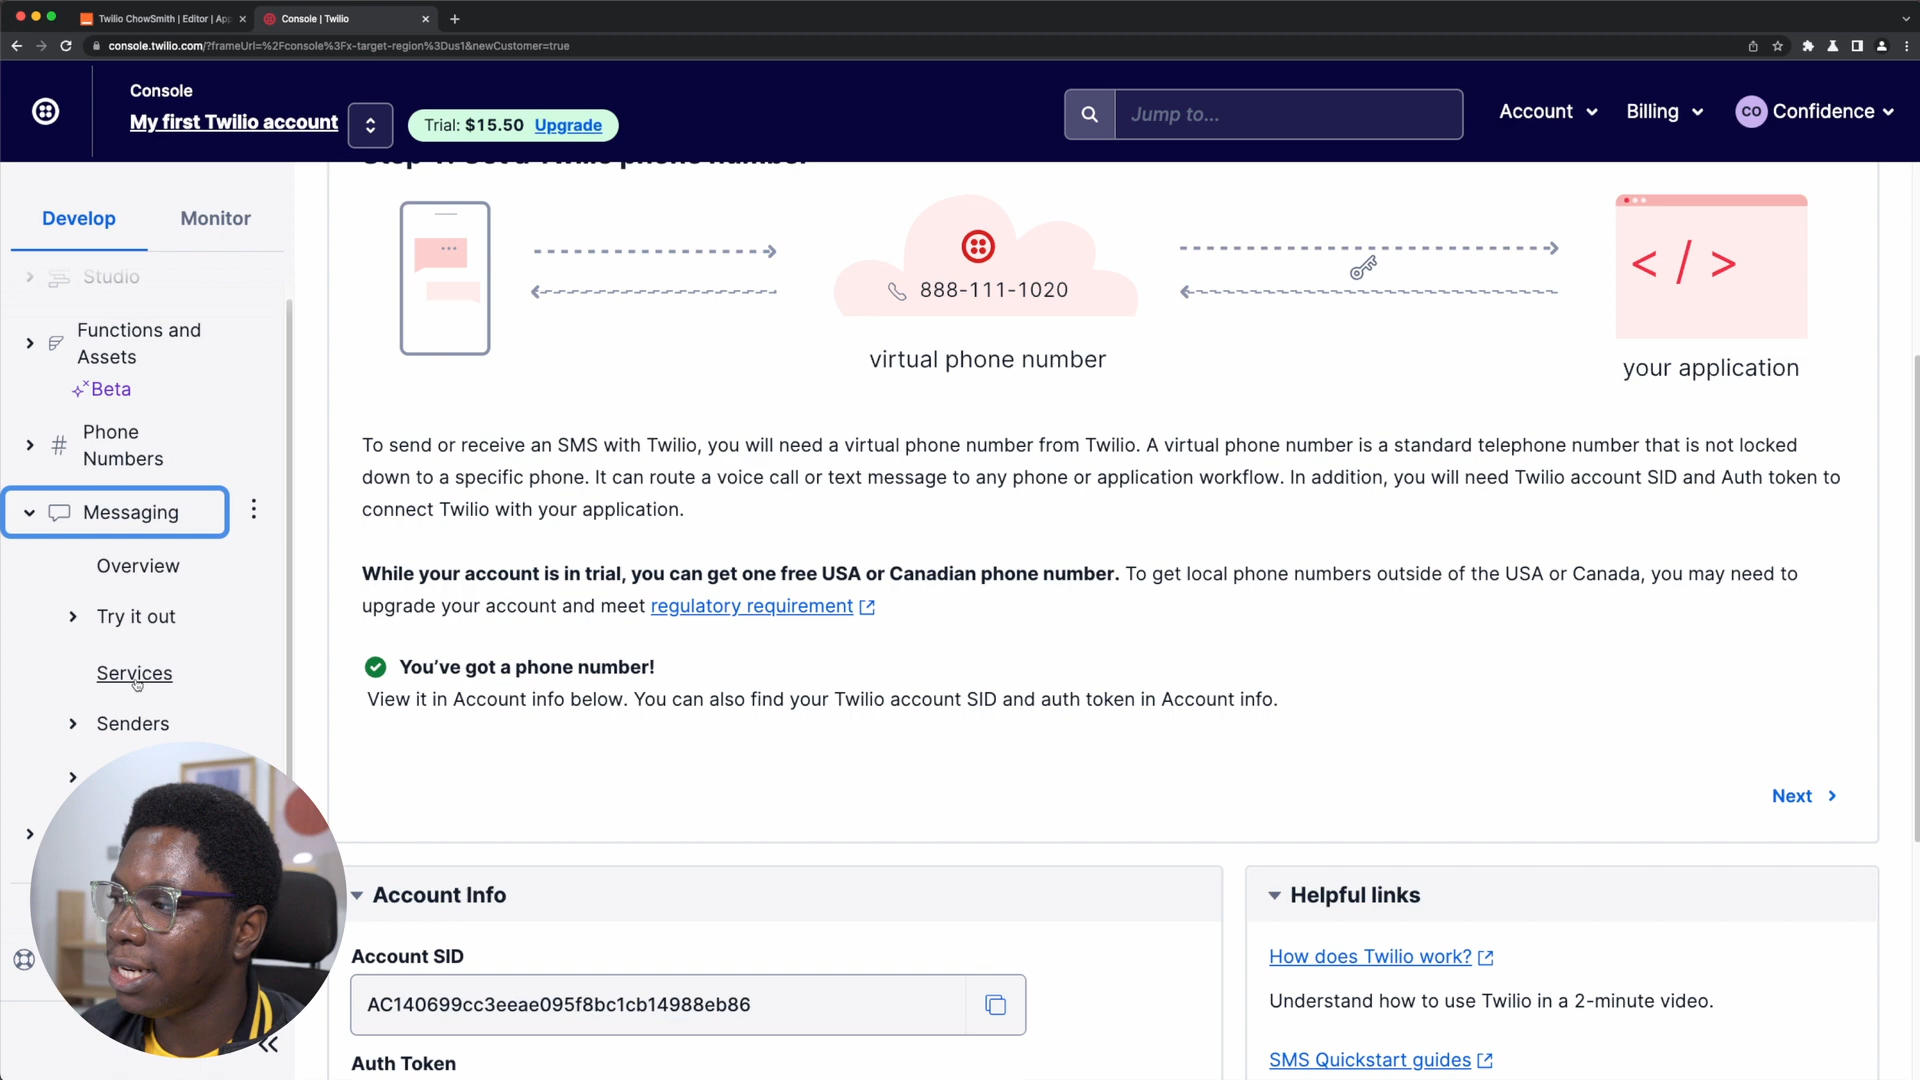 Twilio ChowSmith | Editor | App
Console | Twilio
console.twilio.com/?frameUrl=%2Fconsole%3Fx-target-region%3Dus1&newCustomer=true
Console
My first Twilio account
Trial: $15.50 Upgrade
Jump to...
Account
Billing
CO Confidence
Develop
Monitor
Studio
Functions and
Assets
Beta
Phone
Numbers
Messaging
Overview
Try it out
Services
Senders
888-111-1020
virtual phone number
</>
your application
To send or receive an SMS with Twilio, you will need a virtual phone number from Twilio. A virtual phone number is a standard telephone number that is not locked
down to a specific phone. It can route a voice call or text message to any phone or application workflow. In addition, you will need Twilio account SID and Auth token to
connect Twilio with your application.
While your account is in trial, you can get one free USA or Canadian phone number. To get local phone numbers outside of the USA or Canada, you may need to
upgrade your account and meet regulatory requirement
You've got a phone number!
View it in Account info below. You can also find your Twilio account SID and auth token in Account info.
Next
Account Info
Account SID
AC140699cc3eeae095f8bc1cb14988eb86
Auth Token
Helpful links
How does Twilio work?
Understand how to use Twilio in a 2-minute video.
SMS Quickstart guides